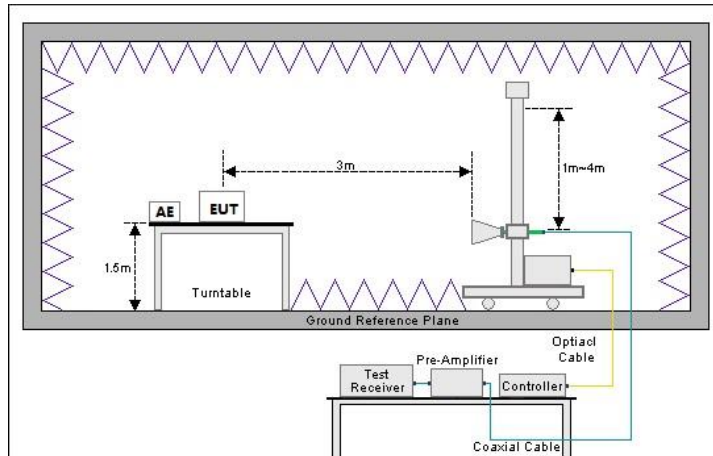 3m
1m~4m
AE
EUT
1.5m
Turntable
Ground Reference Plane
Optiacl
Cable
Pre-Amplifier
Test
Receiver
Controller
Coaxial Cable